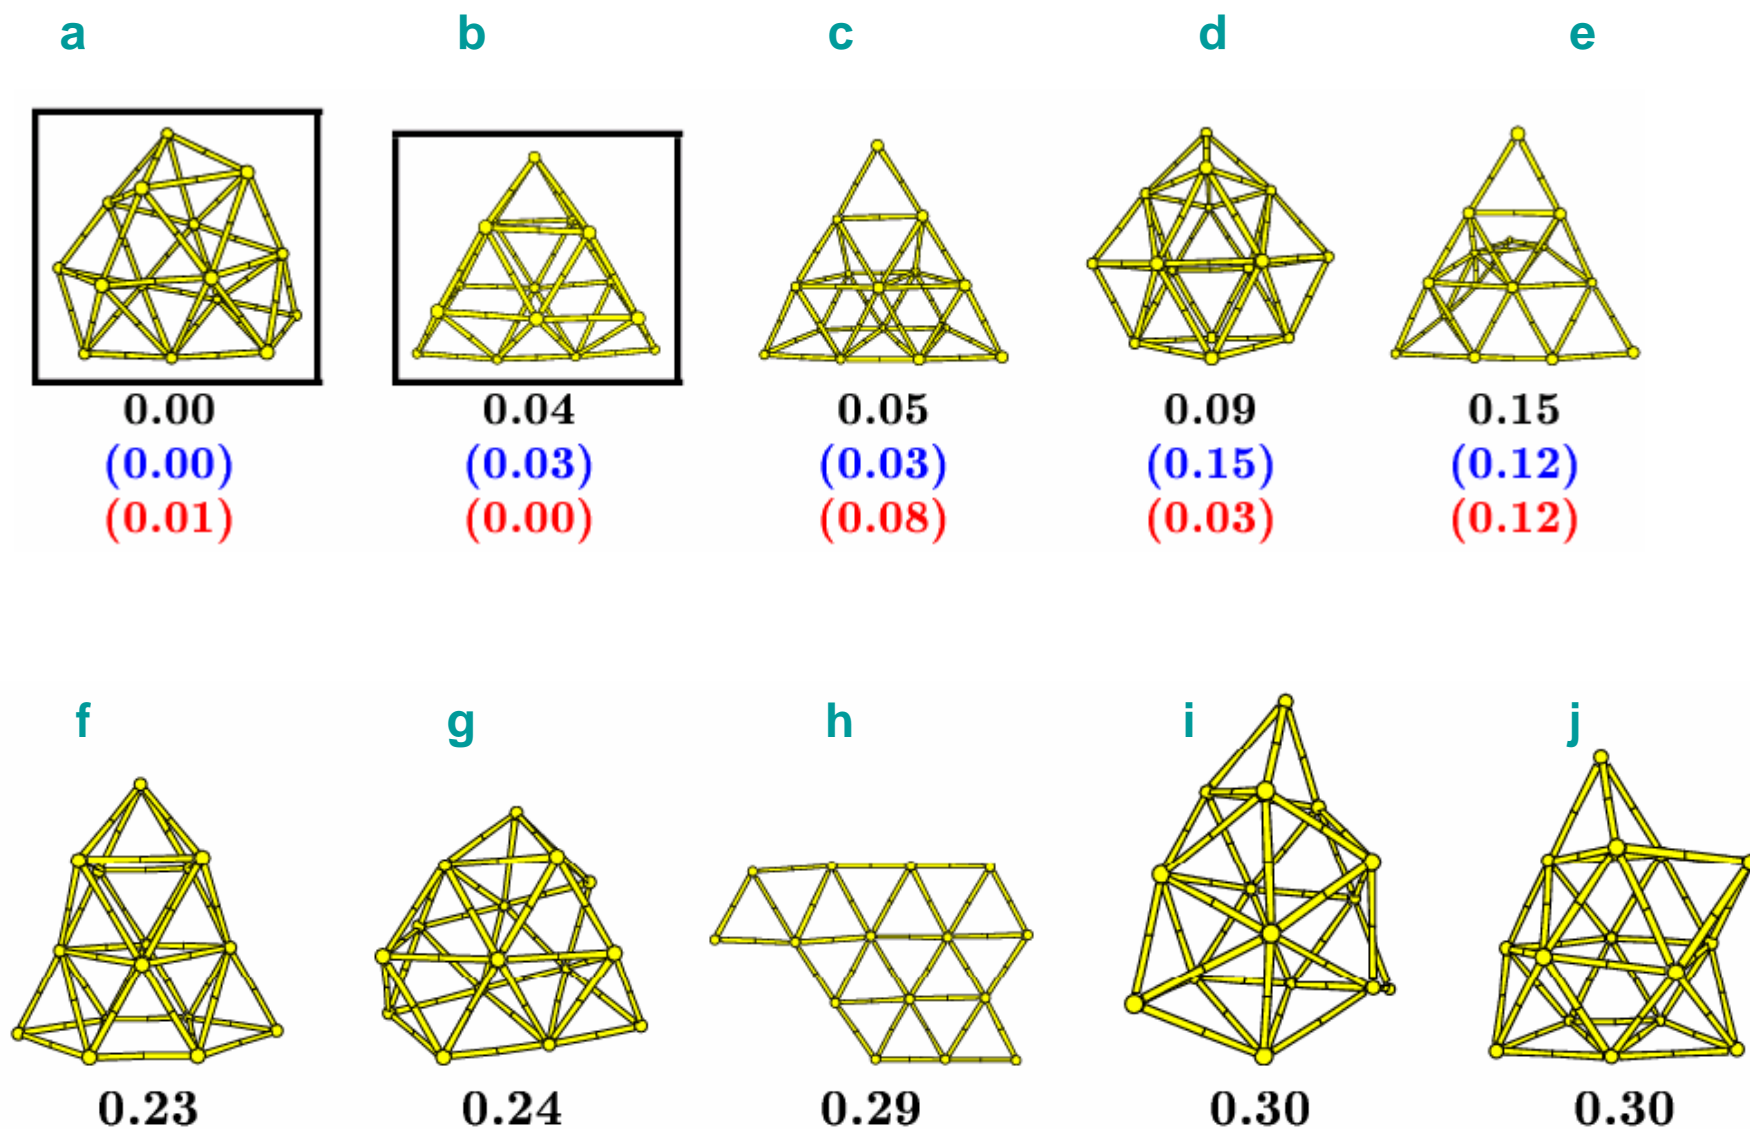 a b c d e
0.00 0.04 0.05 0.09 0.15
(0.00) (0.03) (0.03) (0.15) (0.12)
(0.01) (0.00) (0.08) (0.03) (0.12)
f g h i j
0.23 0.24 0.29 0.30 0.30